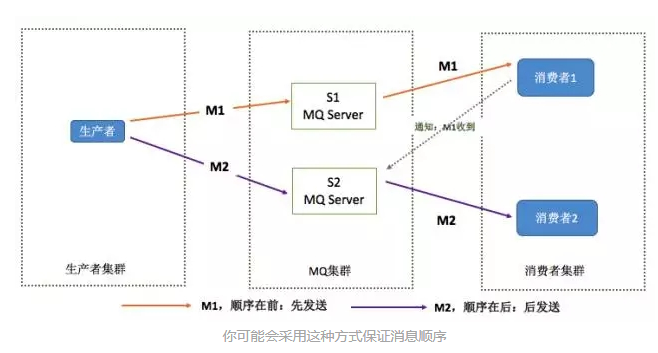 M1
S1
MQ Server
M1
消费者1
生产者
通知：M1收到
M2
S2
MQ Server
M2
消费者2
生产者集群
MQ集群
消费者集群
M1，顺序在前：先发送
M2，顺序在后：后发送
你可能会采用这种方式保证消息顺序